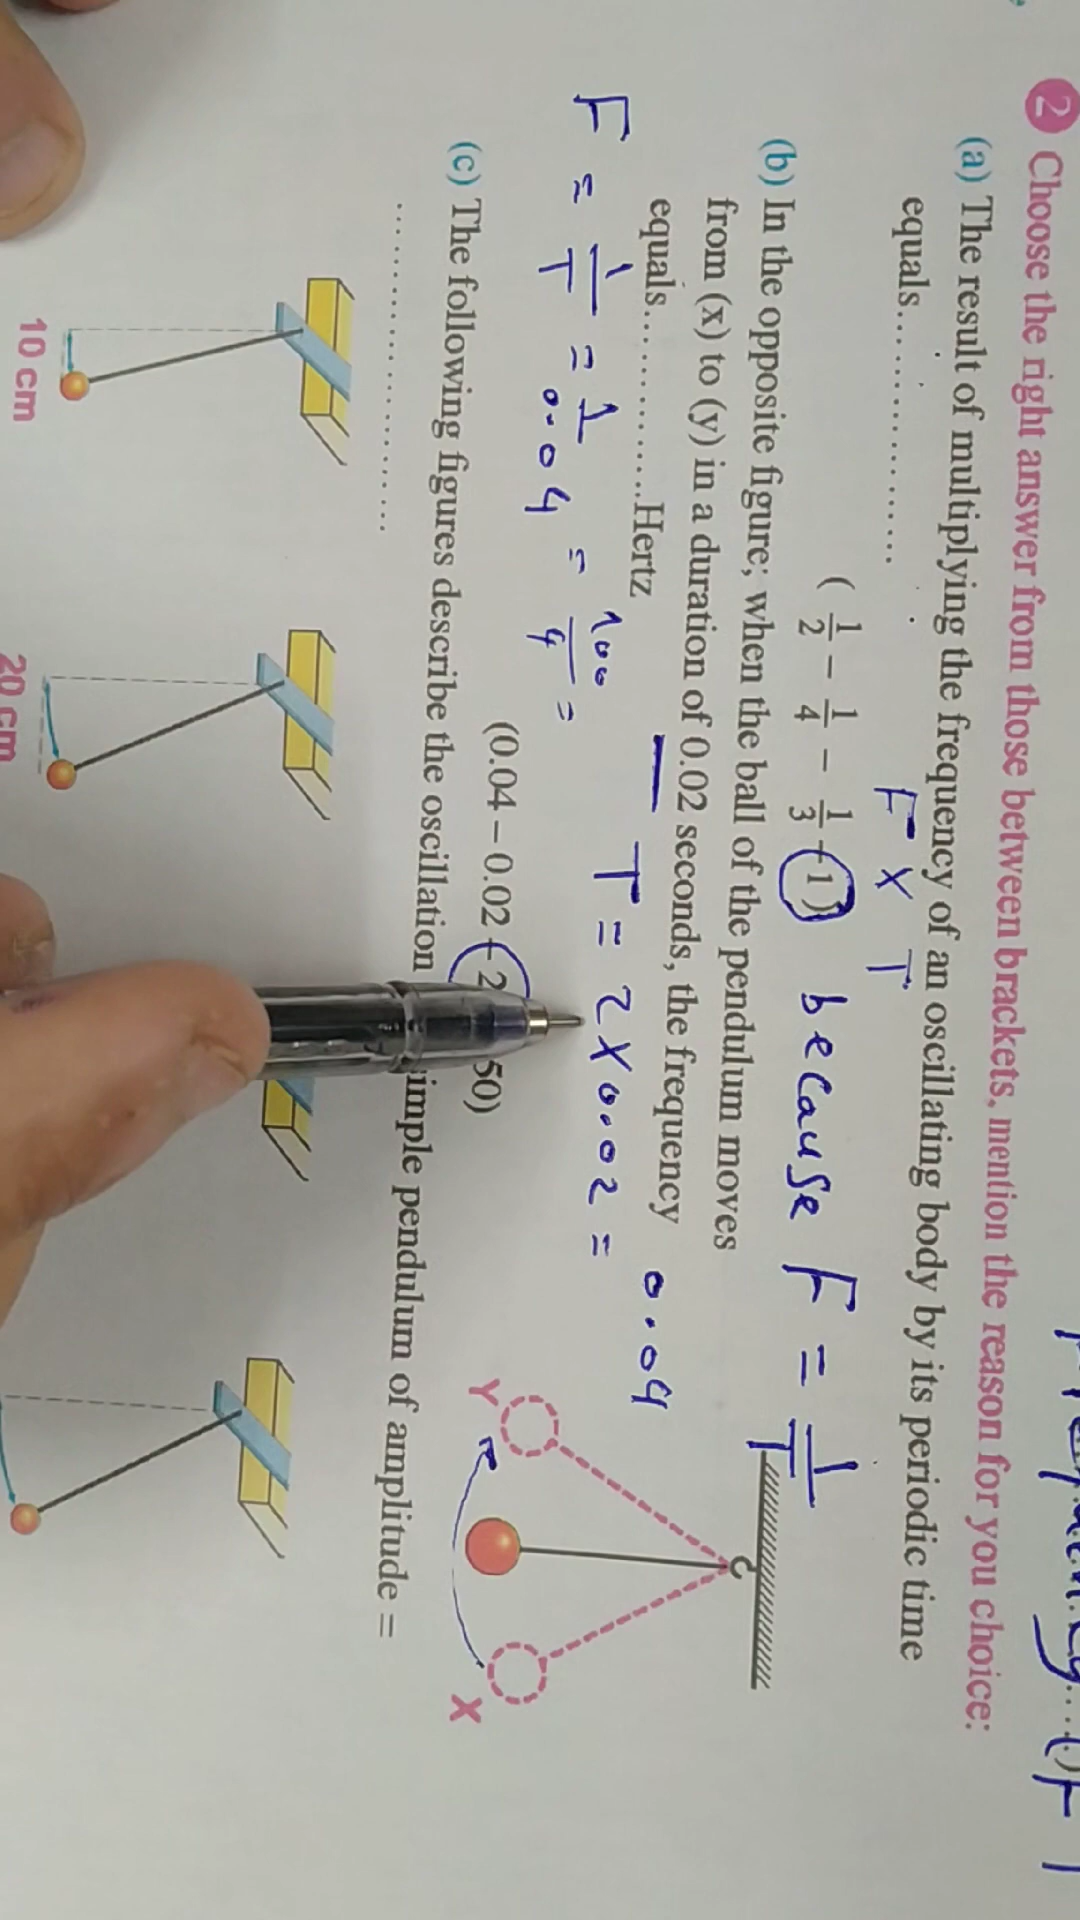 2 Choose the right answer from those between brackets, mention the reason for you choice:
(a) The result of multiplying the frequency of an oscillating body by its periodic time
equals....................
F x T
( 1/2 – 1/4 – 1/3 – 1 ) because F = 1/T
(b) In the opposite figure; when the ball of the pendulum moves
from (x) to (y) in a duration of 0.02 seconds, the frequency
equals...............Hertz
T = 2x0.02 = 0.04
F = 1/T = 1/0.04 = 100/4 =
(0.04 – 0.02 – 2 50)
Y
X
(c) The following figures describe the oscillation imple pendulum of amplitude =
........................
10 cm
20 cm